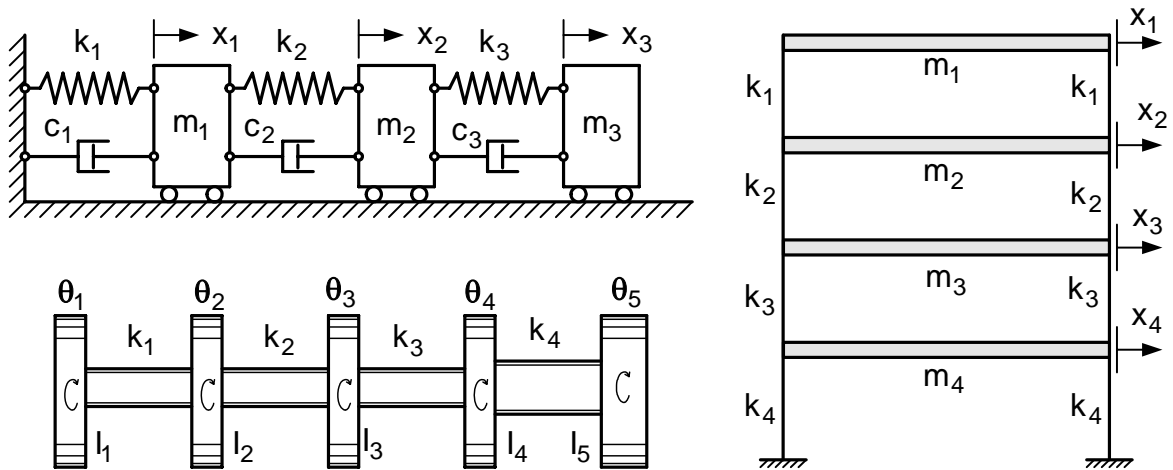 k₁ x₁ k₂ x₂ k₃ x₃
c₁ m₁ c₂ m₂ c₃ m₃
θ₁ θ₂ θ₃ θ₄ θ₅
k₁ k₂ k₃ k₄
I₁ I₂ I₃ I₄ I₅
x₁
m₁
k₁ k₁
x₂
m₂
k₂ k₂
x₃
m₃
k₃ k₃
x₄
m₄
k₄ k₄